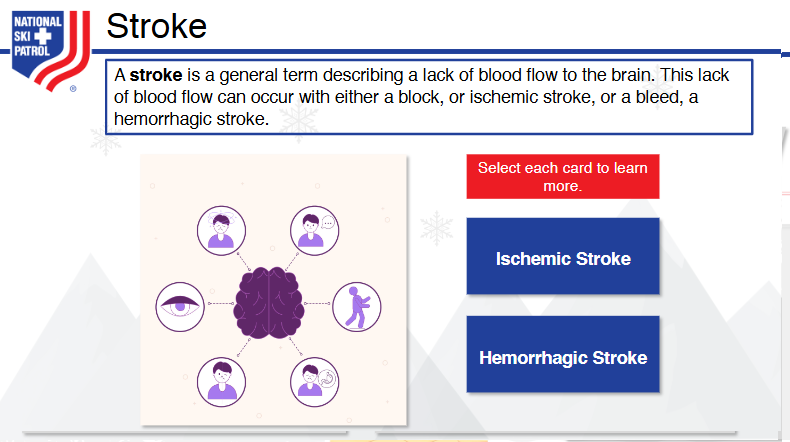 NATIONAL
SKI
PATROL
®
Stroke
A stroke is a general term describing a lack of blood flow to the brain. This lack
of blood flow can occur with either a block, or ischemic stroke, or a bleed, a
hemorrhagic stroke.
Select each card to learn
more.
Ischemic Stroke
Hemorrhagic Stroke